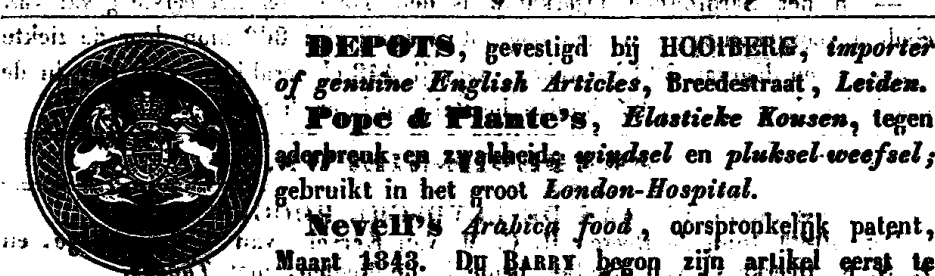 DEPOTS, gevestigd bij HOOIBERG, importer
of genuine English Articles, Breedestraat, Leiden.
Pope & Plante's, Elastieke Kousen, tegen
aderbreuk en zwakheid, windsel en pluksel-weefsel;
gebruikt in het groot London-Hospital.
Nevell's Arabica food, oorspronkelijk patent,
Maart 1843. DU BARRY begon zijn artikel eerst te